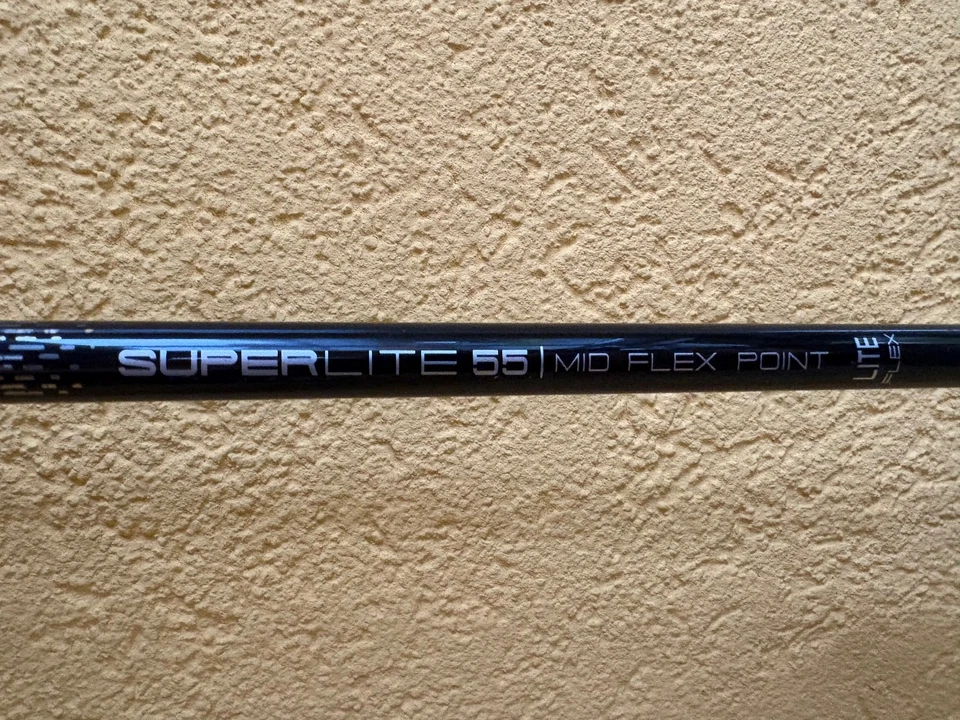 SUPERLITE 55 | MID FLEX POINT
LITE
FLEX